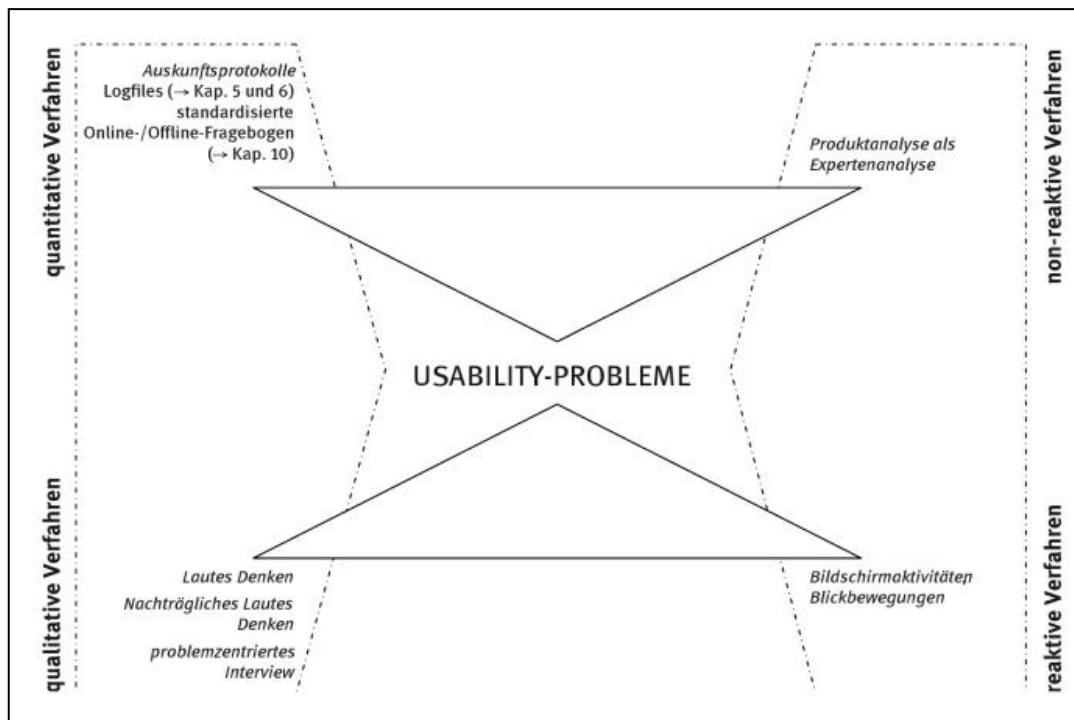 quantitative Verfahren
Auskunftsprotokolle
Logfiles (→ Kap. 5 und 6)
standardisierte
Online-/Offline-Fragebogen
(→ Kap. 10)
Produktanalyse als
Expertenanalyse
non-reaktive Verfahren
USABILITY-PROBLEME
qualitative Verfahren
Lautes Denken
Nachträgliches Lautes
Denken
problemzentriertes
Interview
Bildschirmaktivitäten
Blickbewegungen
reaktive Verfahren